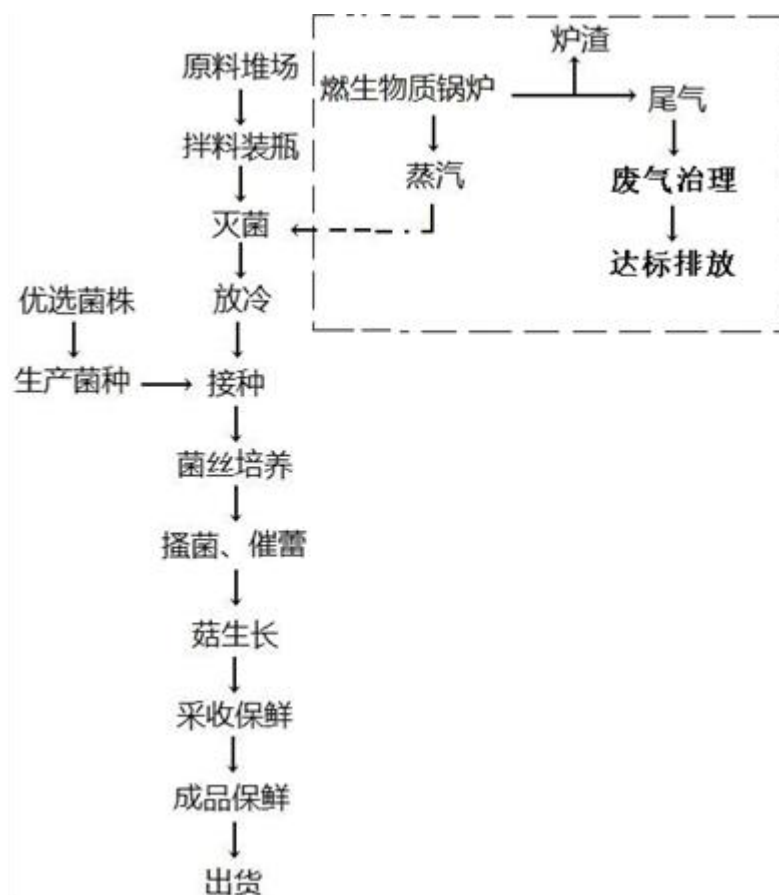 炉渣
原料堆场
燃生物质锅炉
尾气
拌料装瓶
蒸汽
废气治理
灭菌
达标排放
优选菌株
放冷
生产菌种
接种
菌丝培养
搔菌、催蕾
菇生长
采收保鲜
成品保鲜
出货